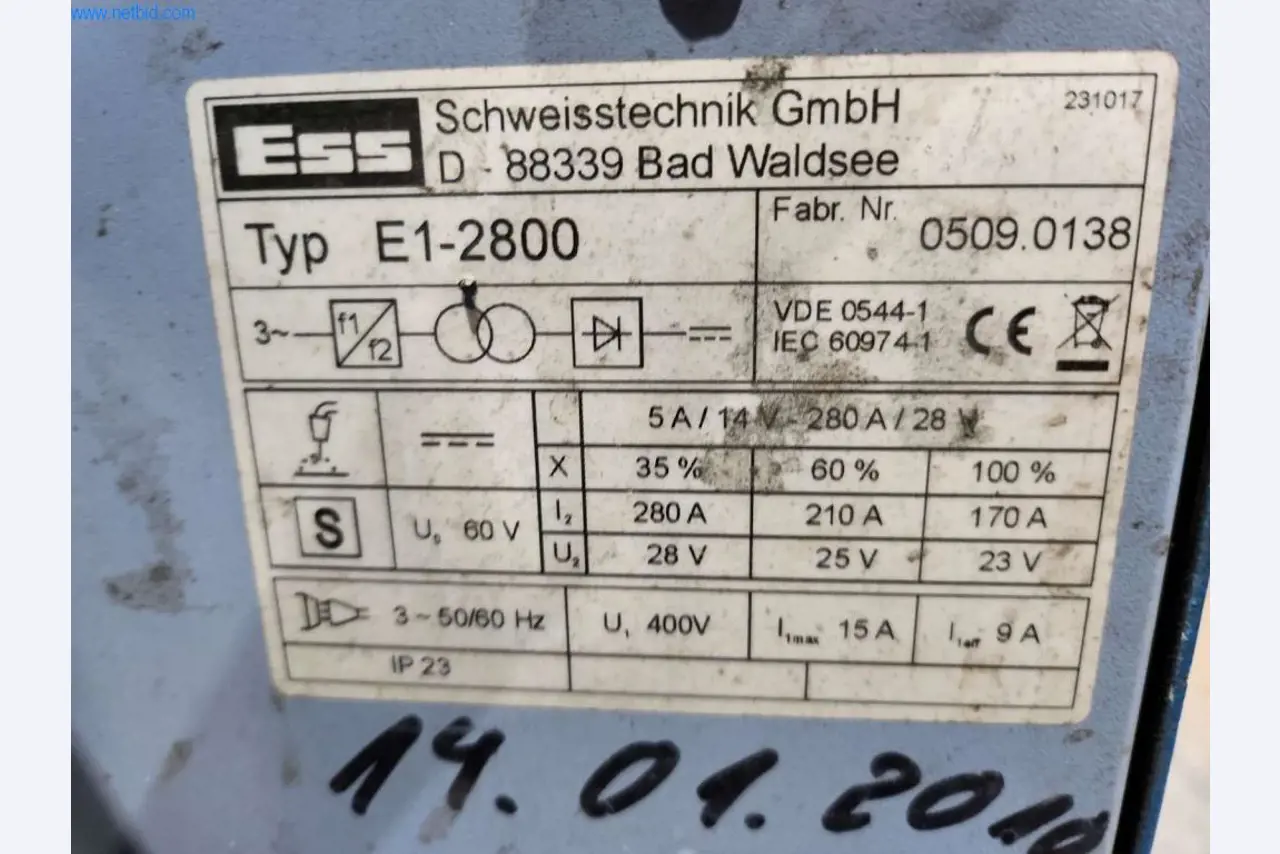 www.netbid.com
ESS Schweisstechnik GmbH 231017
D - 88339 Bad Waldsee
Typ E1-2800
Fabr. Nr. 0509.0138
3~ f1 f2
VDE 0544-1
IEC 60974-1 CE
5 A / 14 V - 280 A / 28 V
X 35 % 60 % 100 %
S U₀ 60 V
I₂ 280 A 210 A 170 A
U₂ 28 V 25 V 23 V
3 ~ 50/60 Hz U₁ 400V I₁max 15 A I₁eff 9 A
IP 23
14.01.2010